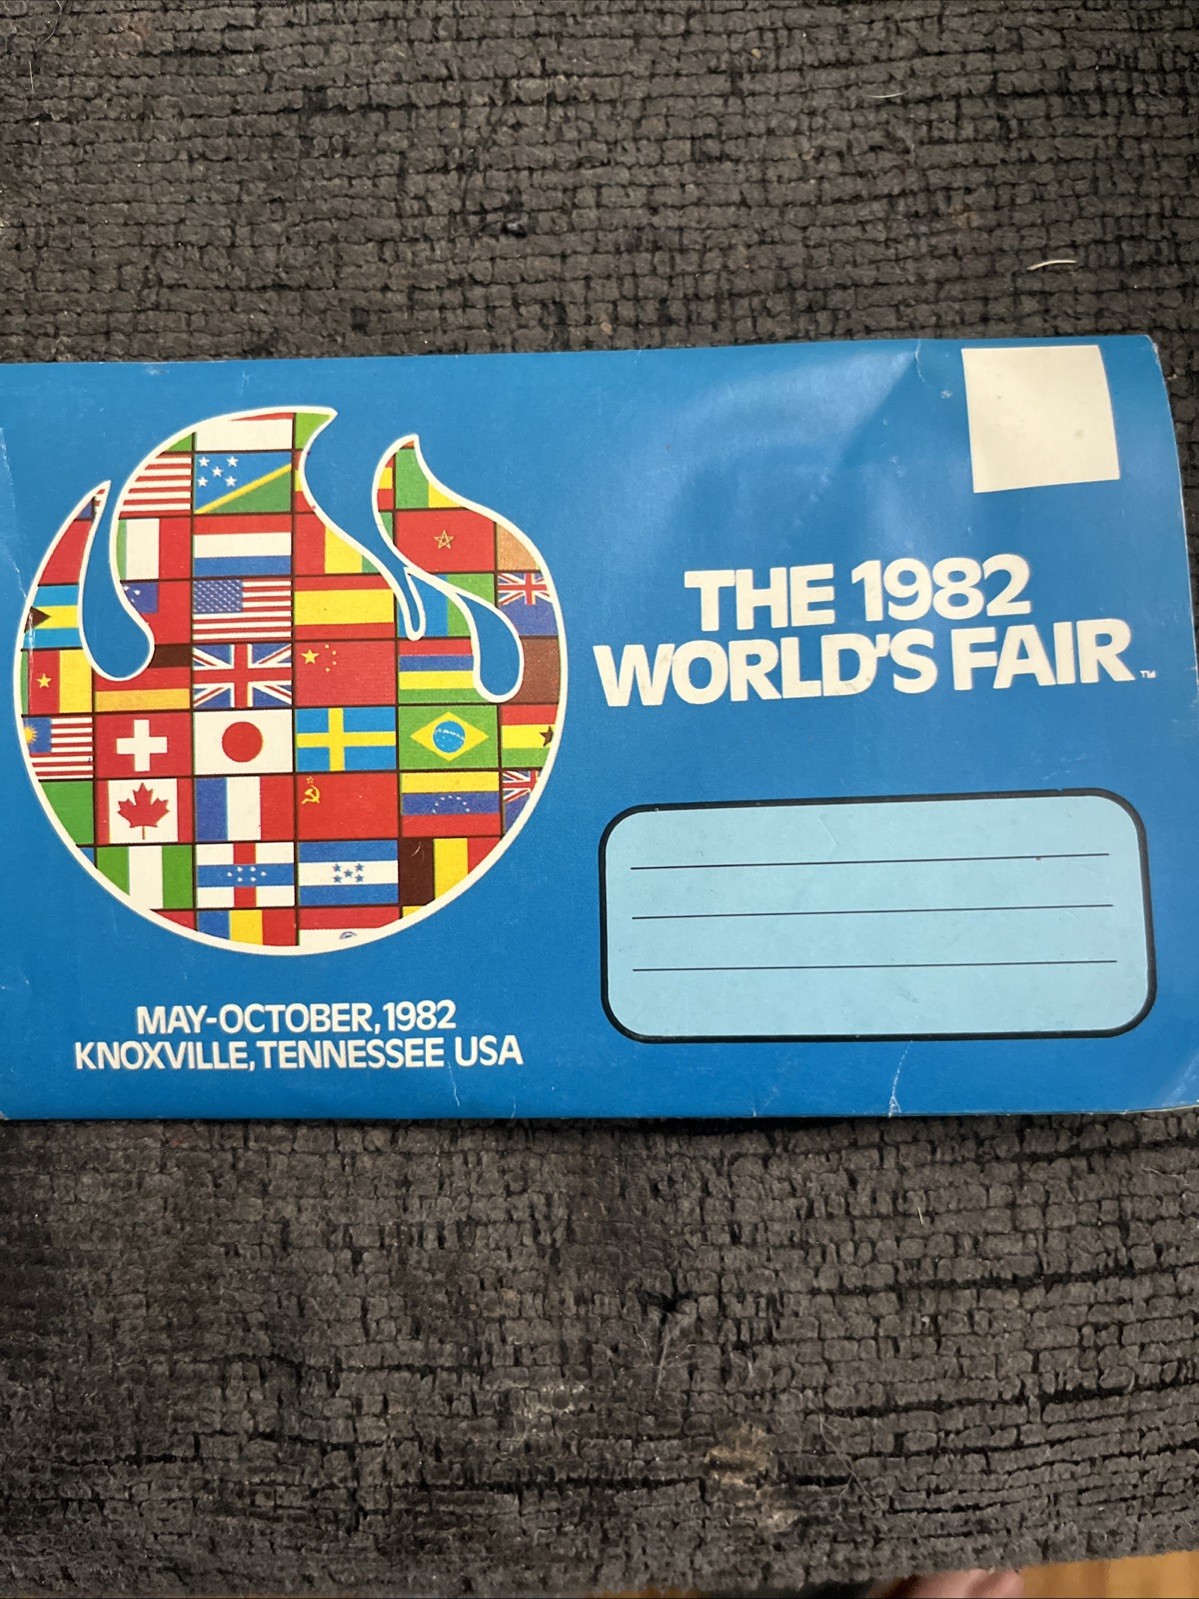 THE 1982
WORLD'S FAIR™
MAY-OCTOBER, 1982
KNOXVILLE, TENNESSEE USA